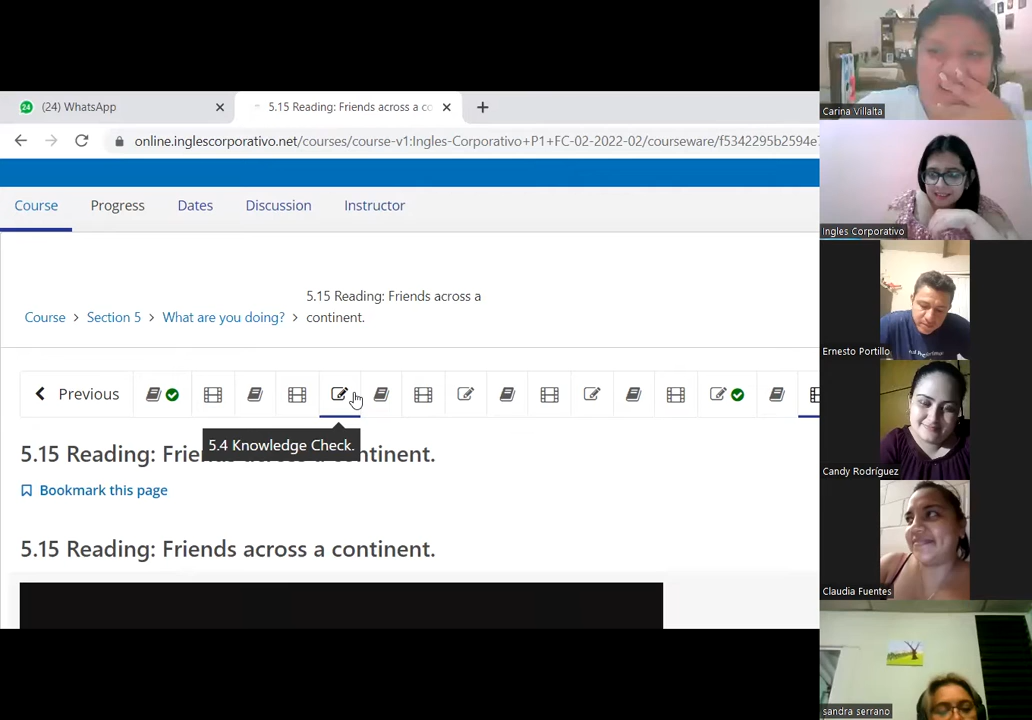 (24) WhatsApp
5.15 Reading: Friends across a co
online.inglescorporativo.net/courses/course-v1:Ingles-Corporativo+P1+FC-02-2022-02/courseware/f5342295b2594e
Course Progress Dates Discussion Instructor
5.15 Reading: Friends across a
Course > Section 5 > What are you doing? > continent.
Previous
5.4 Knowledge Check.
5.15 Reading: Frie ntinent.
Bookmark this page
5.15 Reading: Friends across a continent.
Carina Villalta
Ingles Corporativo
Ernesto Portillo
Candy Rodríguez
Claudia Fuentes
sandra serrano